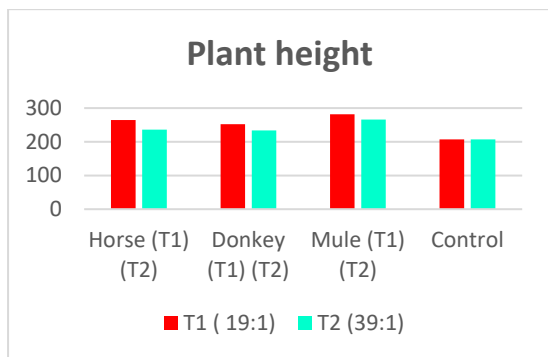 Plant height
300
200
100
0
Horse (T1) Donkey Mule (T1) Control
(T2) (T1) (T2) (T2)
T1 ( 19:1) T2 (39:1)